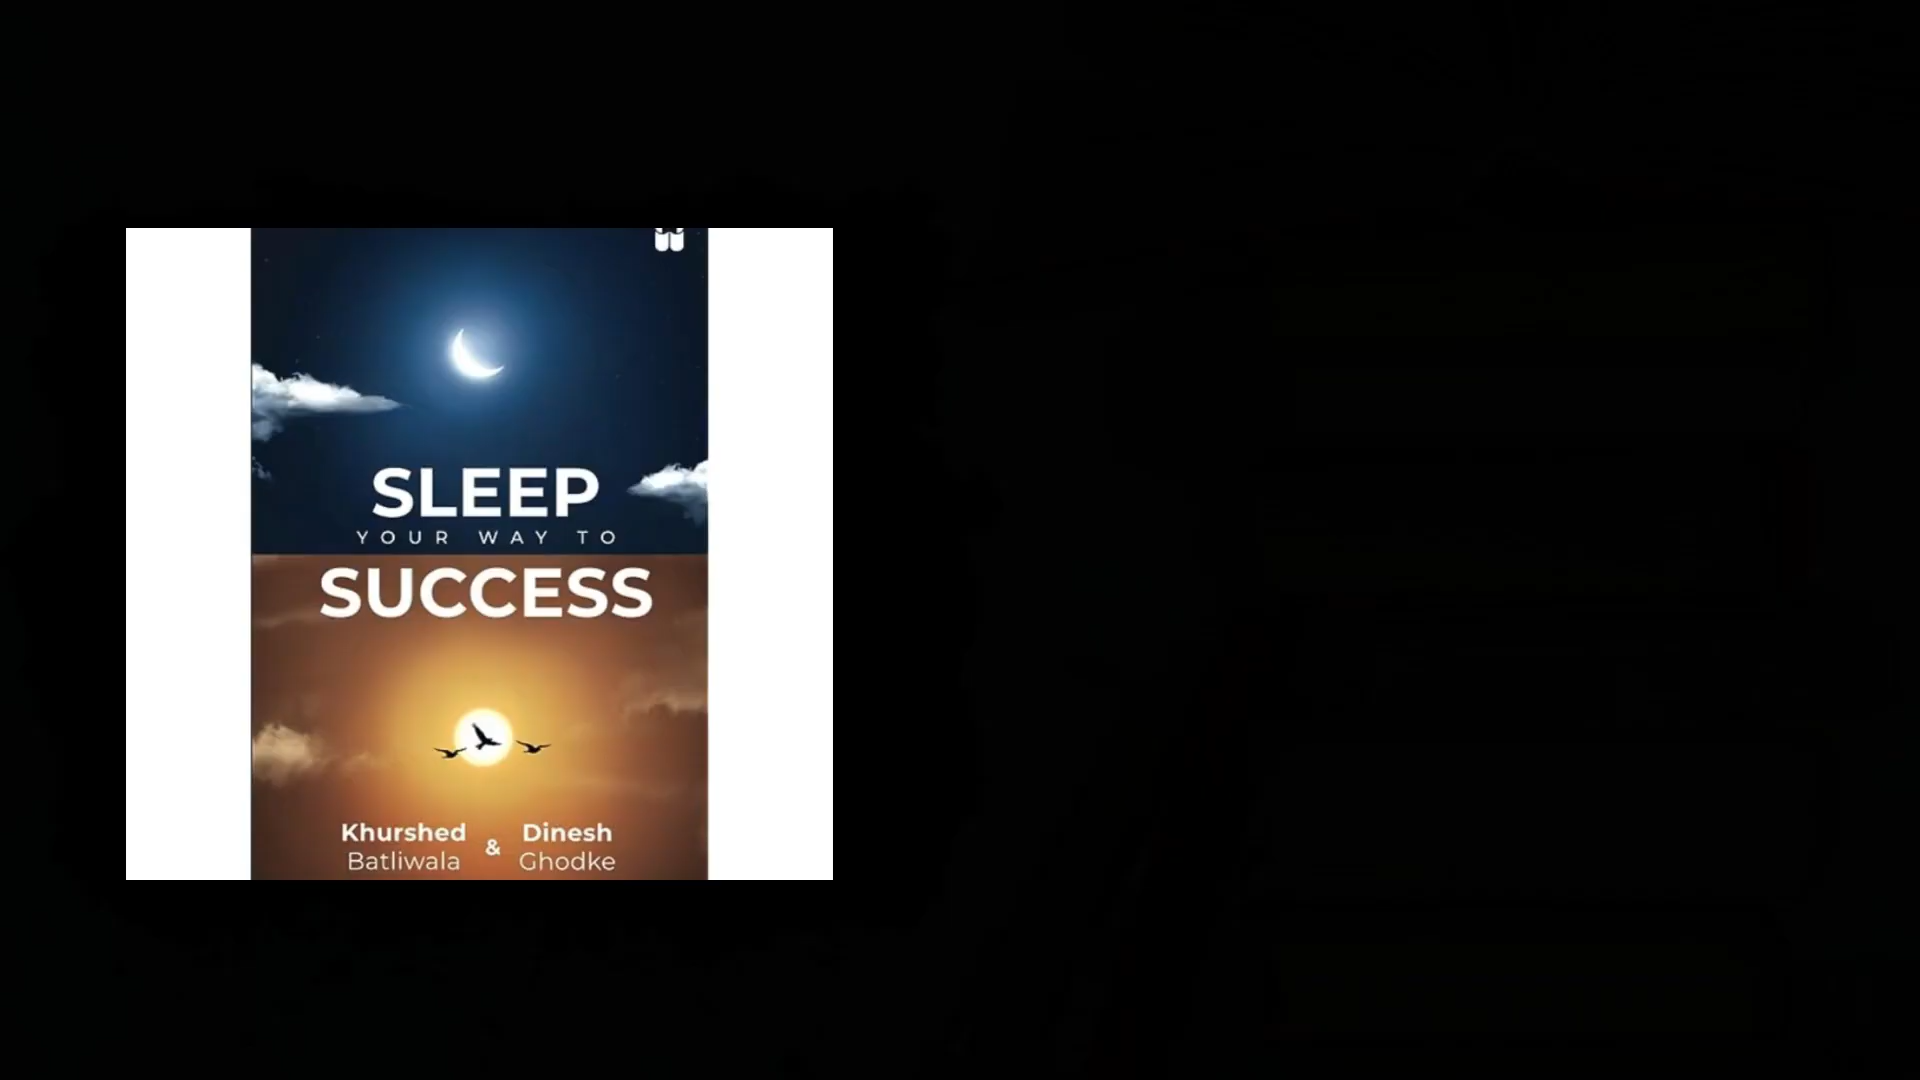 SLEEP
YOUR WAY TO
SUCCESS
Khurshed & Dinesh
Batliwala Ghodke